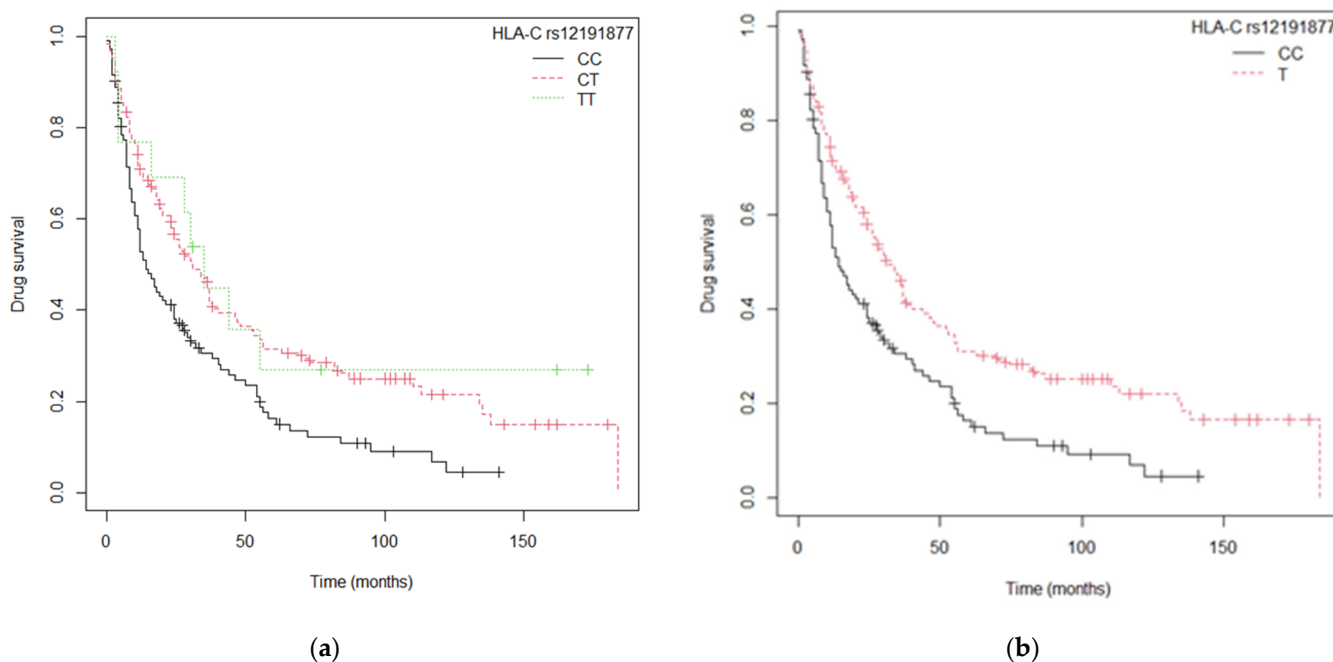 HLA-C rs12191877
CC
CT
TT
Drug survival
1.0
0.8
0.6
0.4
0.2
0.0
0
50
100
150
Time (months)
(a)
HLA-C rs12191877
CC
T
Drug survival
1.0
0.8
0.6
0.4
0.2
0.0
0
50
100
150
Time (months)
(b)